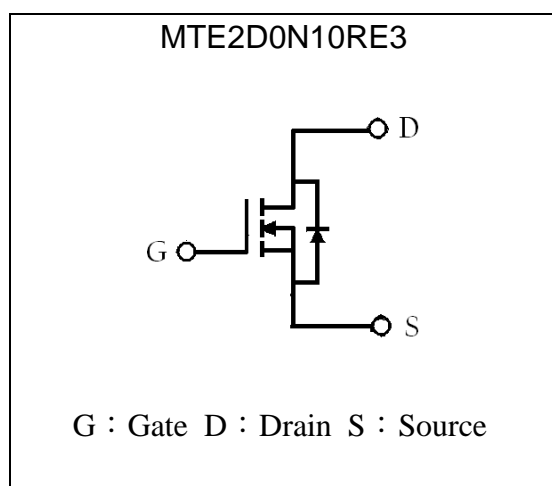 MTE2D0N10RE3
D
G
S
G：Gate D：Drain S：Source